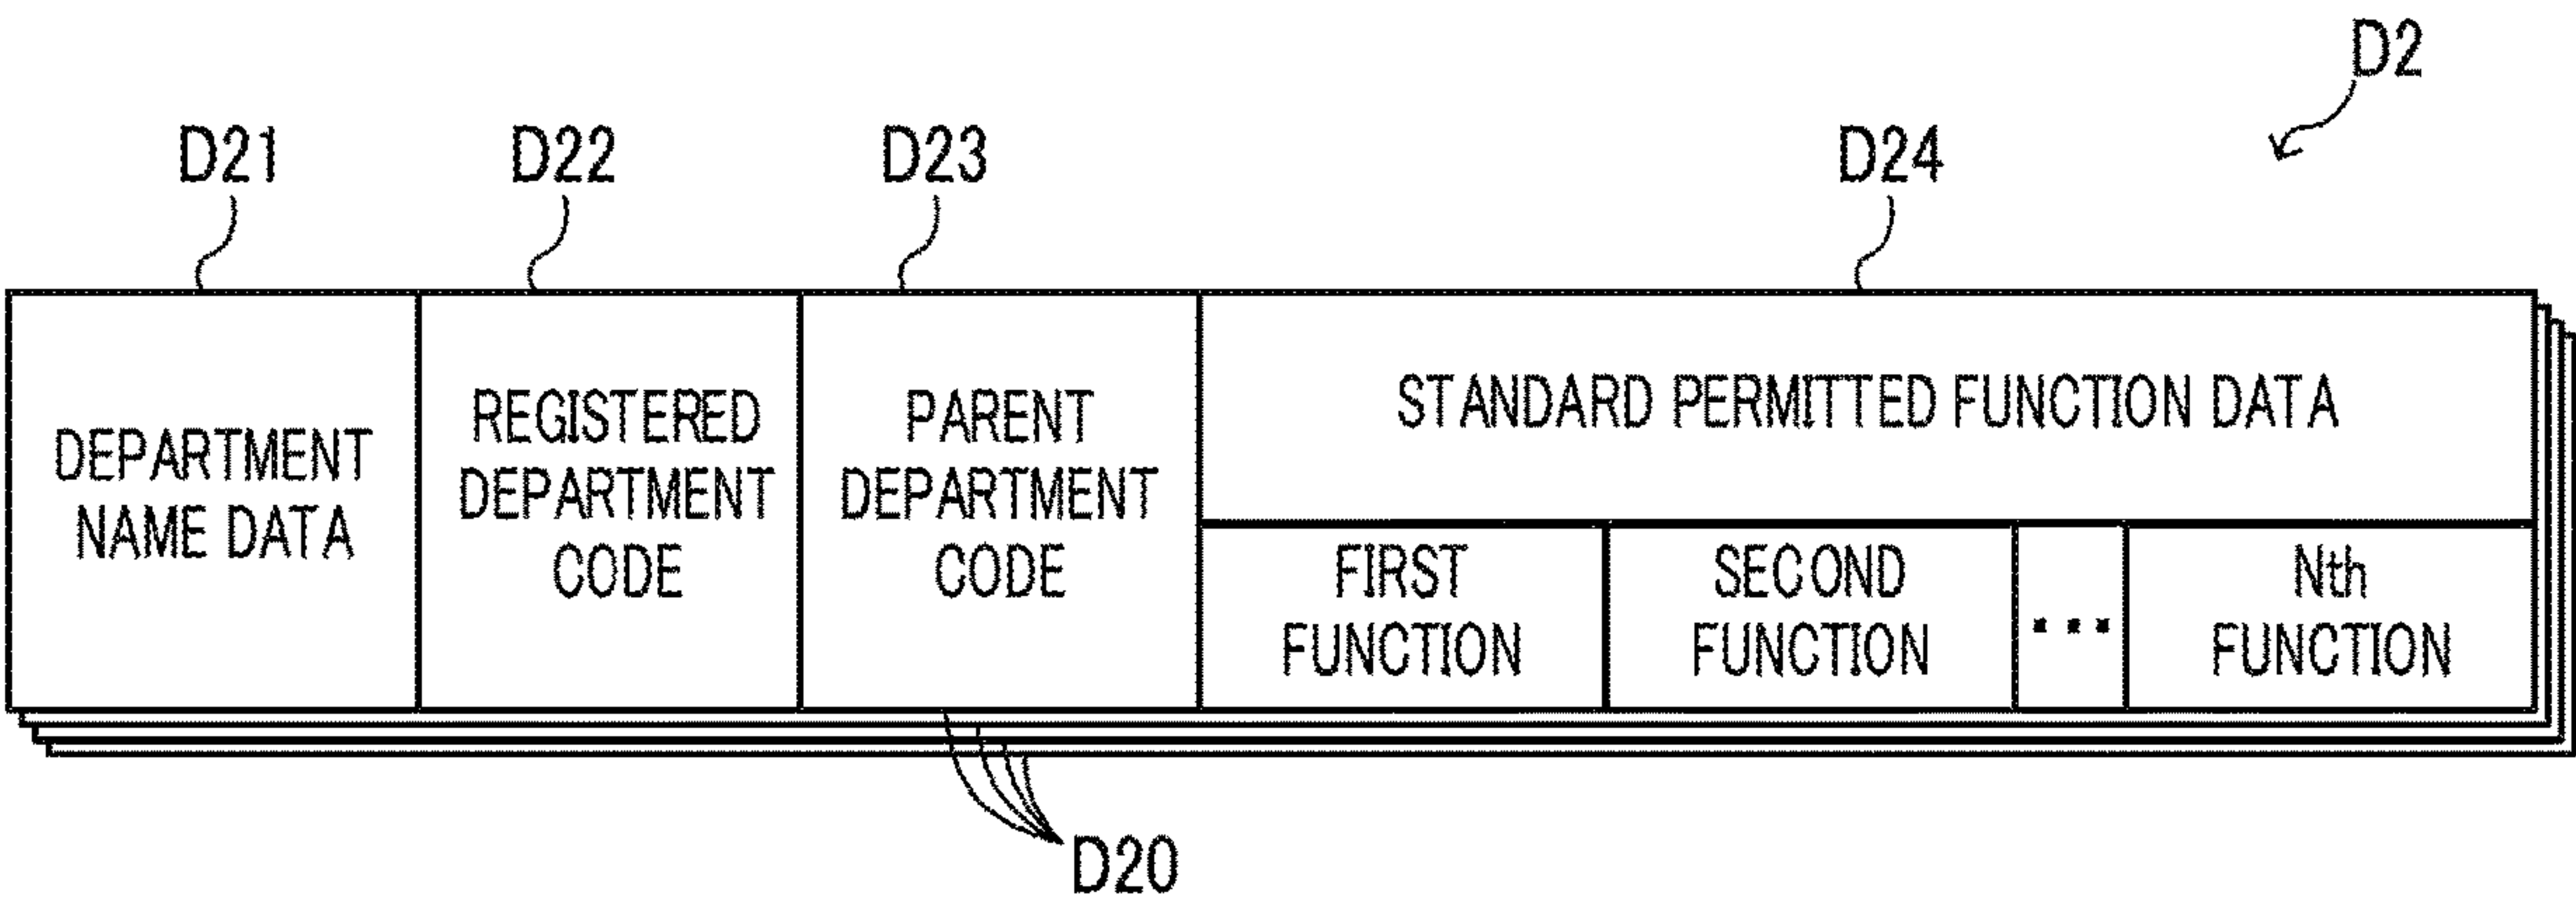 D2
D21
D22
D23
D24
DEPARTMENT
NAME DATA
REGISTERED
DEPARTMENT
CODE
PARENT
DEPARTMENT
CODE
STANDARD PERMITTED FUNCTION DATA
FIRST
FUNCTION
SECOND
FUNCTION
...
Nth
FUNCTION
D20